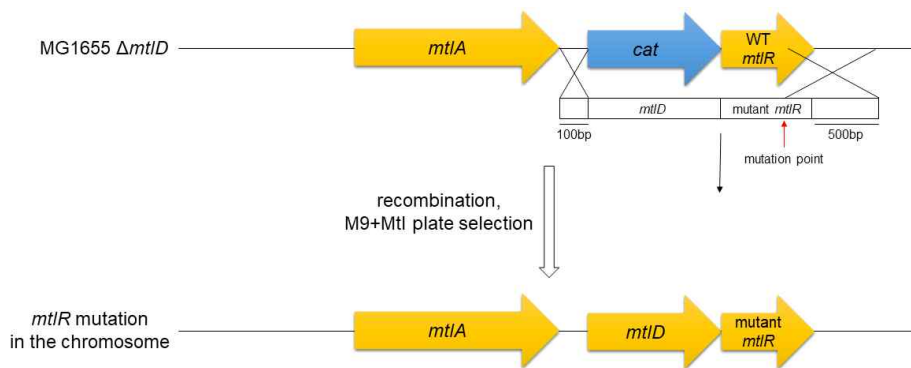 MG1655 ΔmtlD
mtlA
cat
WT
mtlR
mtlD
mutant mtlR
100bp
500bp
mutation point
recombination,
M9+Mtl plate selection
mtlR mutation
in the chromosome
mtlA
mtlD
mutant
mtlR